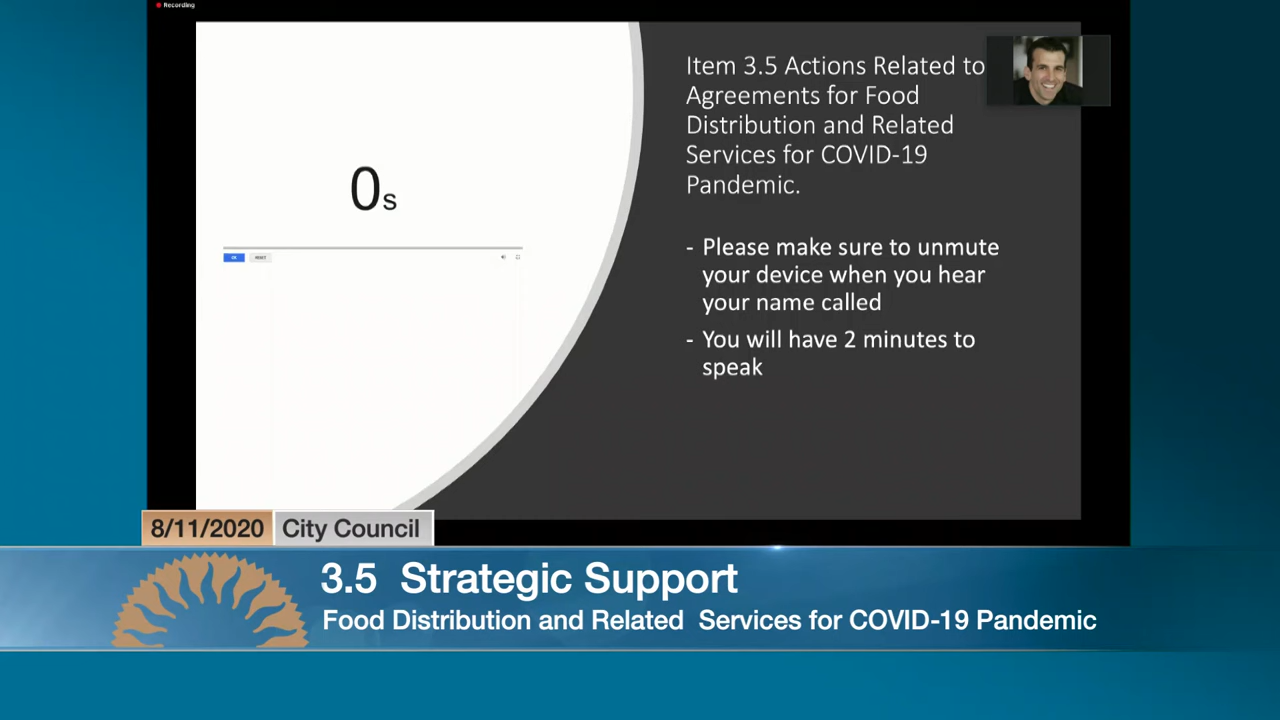 Recording
Item 3.5 Actions Related to
Agreements for Food
Distribution and Related
Services for COVID-19
Pandemic.
0s
- Please make sure to unmute
your device when you hear
your name called
- You will have 2 minutes to
speak
8/11/2020 City Council
3.5 Strategic Support
Food Distribution and Related Services for COVID-19 Pandemic